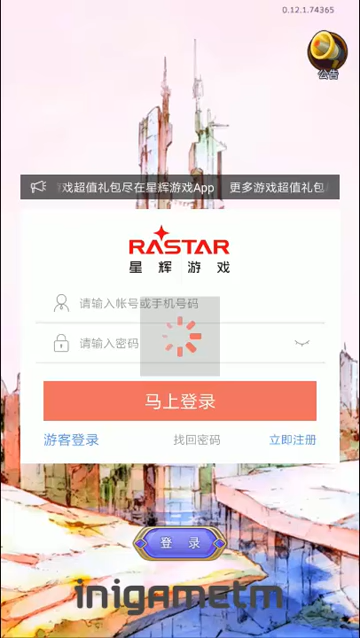 0.12.1.74365
公告
戏超值礼包尽在星辉游戏App 更多游戏超值礼包
RASTAR
星辉游戏
请输入帐号或手机号码
请输入密码
马上登录
游客登录 找回密码 立即注册
登 录
inigametm